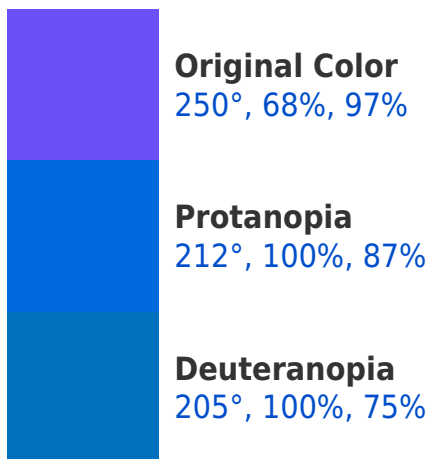 Original Color
250°, 68%, 97%
Protanopia
212°, 100%, 87%
Deuteranopia
205°, 100%, 75%